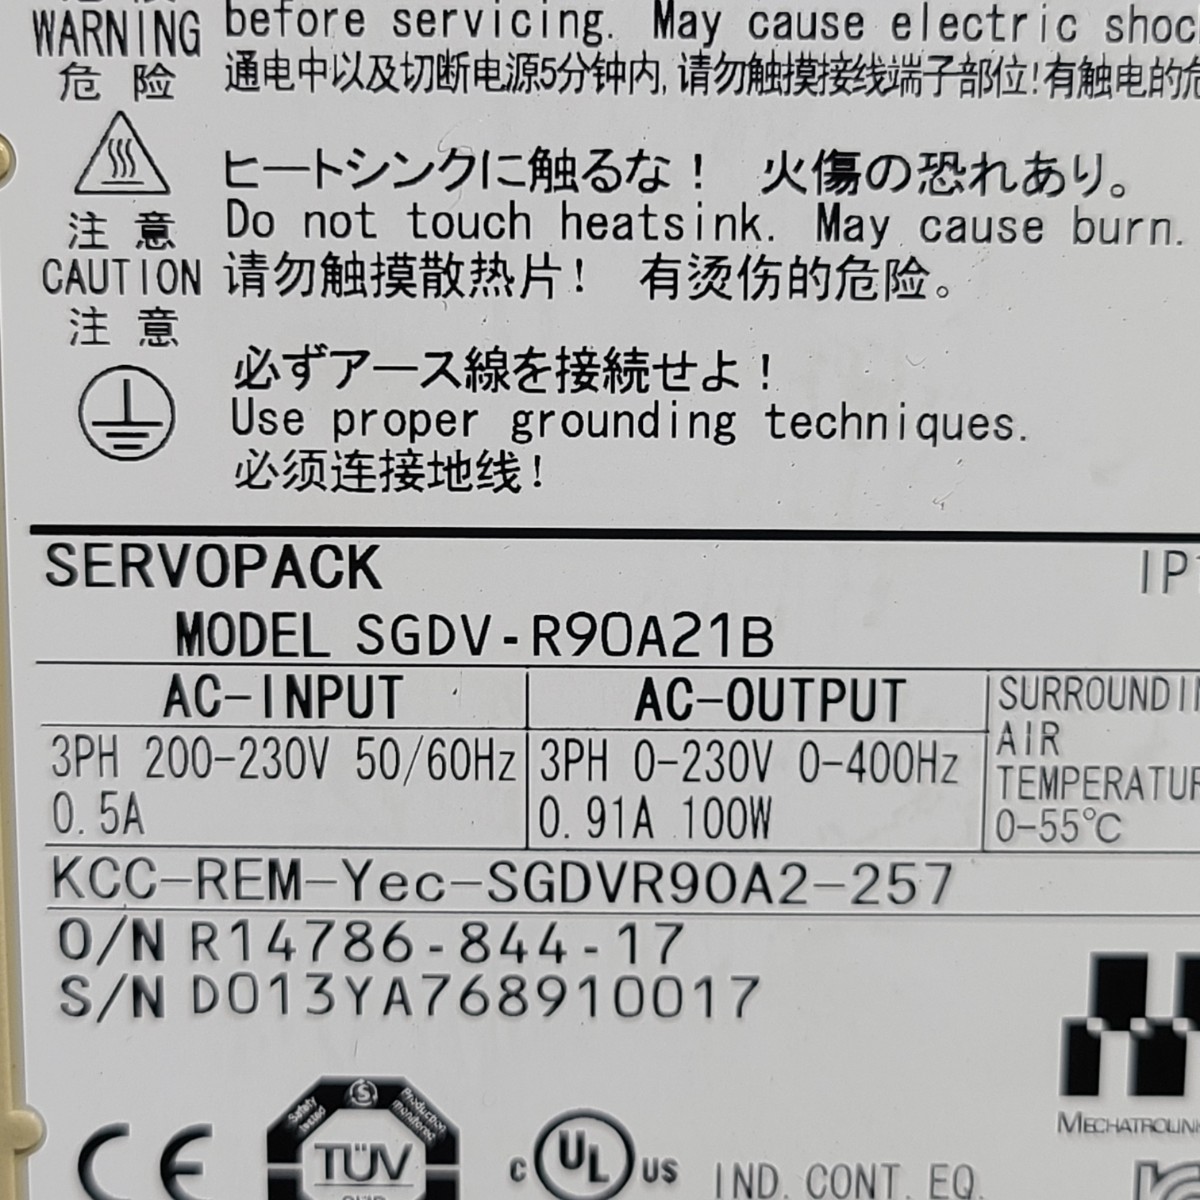 WARNING
before servicing. May cause electric
危 险
通电中以及切断电源5分钟内,请勿触摸接线端子部位!有触电的
ヒートシンクに触るな! 火傷の恐れあり。
注 意
Do not touch heatsink. May cause burn.
CAUTION
请勿触摸散热片! 有烫伤的危险。
注 意
必ずアース線を接続せよ!
Use proper grounding techniques.
必须连接地线!
SERVOPACK
MODEL SGDV-R90A21B
AC-INPUT
AC-OUTPUT
3PH 200-230V 50/60Hz
0.5A
3PH 0-230V 0-400Hz
0.91A 100W
AIR
0-55℃
KCC-REM-Yec-SGDVR90A2-257
O/N R14786-844-17
S/N D013YA768910017
CE
Safety tested
Production monitored
TÜV
c UL US
IND. CONT. EQ.